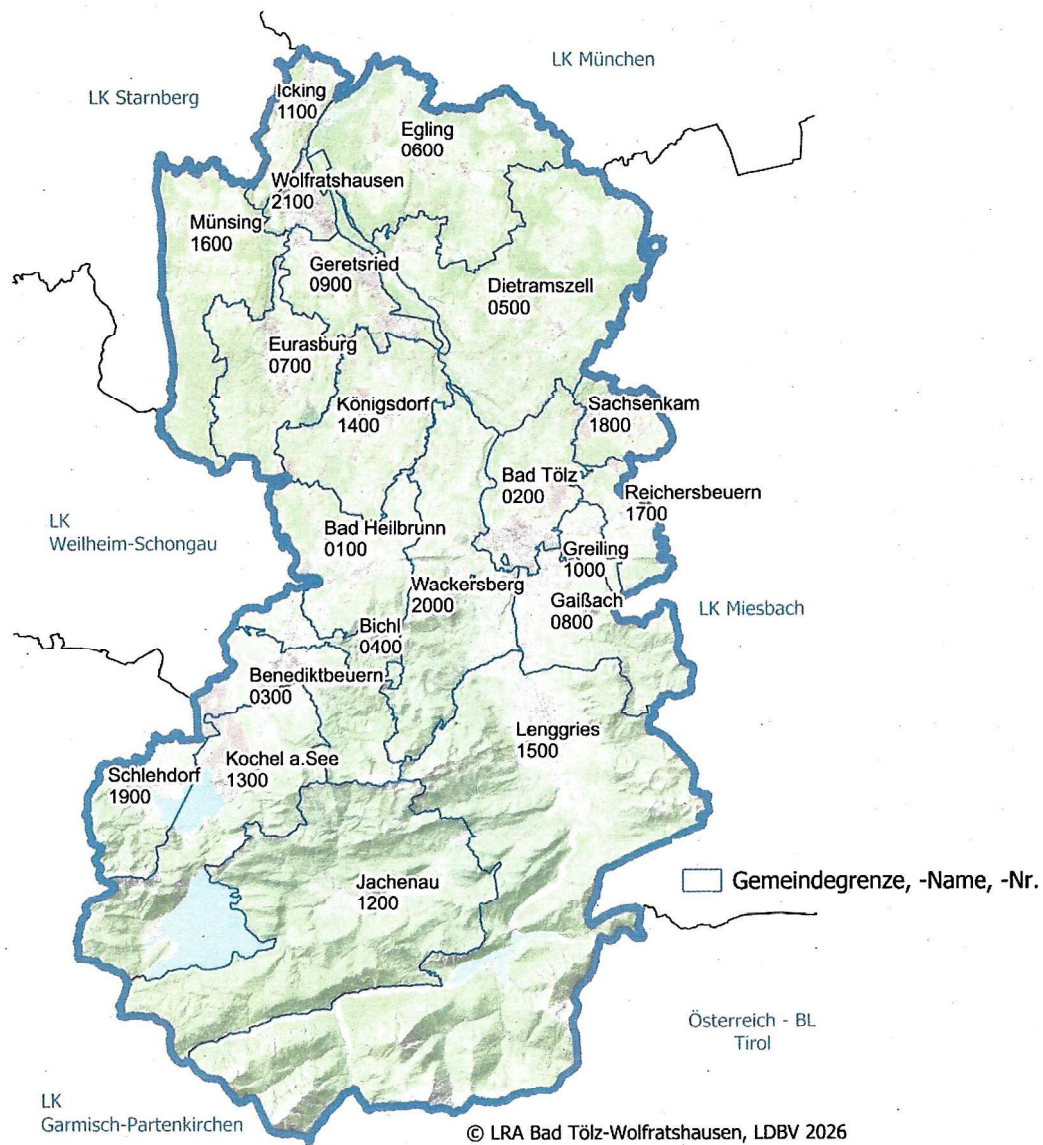 LK München
LK Starnberg
Icking
1100
Egling
0600
Wolfratshausen
2100
Münsing
1600
Geretsried
0900
Dietramszell
0500
Eurasburg
0700
Königsdorf
1400
Sachsenkam
1800
Bad Tölz
0200
Reichersbeuern
1700
LK
Weilheim-Schongau
Bad Heilbrunn
0100
Greiling
1000
Wackersberg
2000
Gaißach
0800
LK Miesbach
Bichl
0400
Benediktbeuern
0300
Lenggries
1500
Kochel a.See
1300
Schlehdorf
1900
Jachenau
1200
Gemeindegrenze, -Name, -Nr.
Österreich - BL
Tirol
LK
Garmisch-Partenkirchen
© LRA Bad Tölz-Wolfratshausen, LDBV 2026